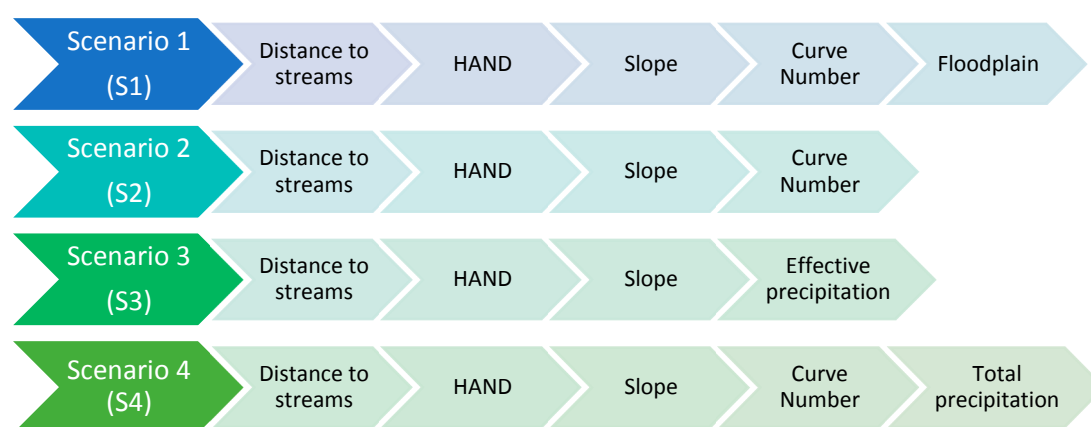 Scenario 1
(S1)
Distance to
streams
HAND
Slope
Curve
Number
Floodplain
Scenario 2
(S2)
Distance to
streams
HAND
Slope
Curve
Number
Scenario 3
(S3)
Distance to
streams
HAND
Slope
Effective
precipitation
Scenario 4
(S4)
Distance to
streams
HAND
Slope
Curve
Number
Total
precipitation